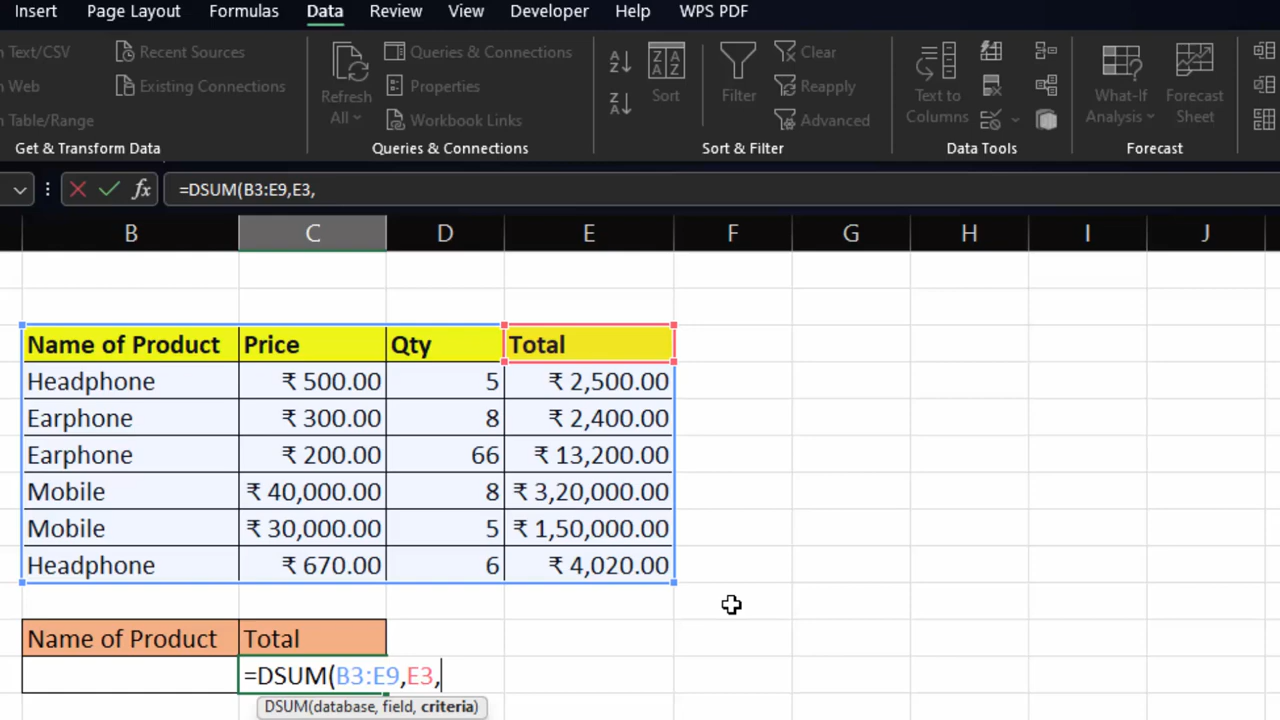 Insert Page Layout Formulas Data Review View Developer Help WPS PDF
Text/CSV Recent Sources Refresh All Queries & Connections Sort Filter Clear Text to Columns What-If Analysis Forecast Sheet
Web Existing Connections Properties Reapply
Table/Range Workbook Links Advanced
Get & Transform Data Queries & Connections Sort & Filter Data Tools Forecast
fx =DSUM(B3:E9,E3,
B C D E F G H I J
Name of Product Price Qty Total
Headphone ₹ 500.00 5 ₹ 2,500.00
Earphone ₹ 300.00 8 ₹ 2,400.00
Earphone ₹ 200.00 66 ₹ 13,200.00
Mobile ₹ 40,000.00 8 ₹ 3,20,000.00
Mobile ₹ 30,000.00 5 ₹ 1,50,000.00
Headphone ₹ 670.00 6 ₹ 4,020.00
Name of Product Total
=DSUM(B3:E9,E3,
DSUM(database, field, criteria)